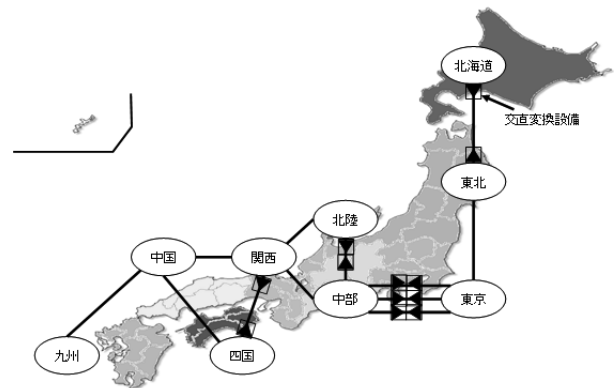 北海道
交直変換設備
東北
北陸
中国
関西
中部
東京
九州
四国